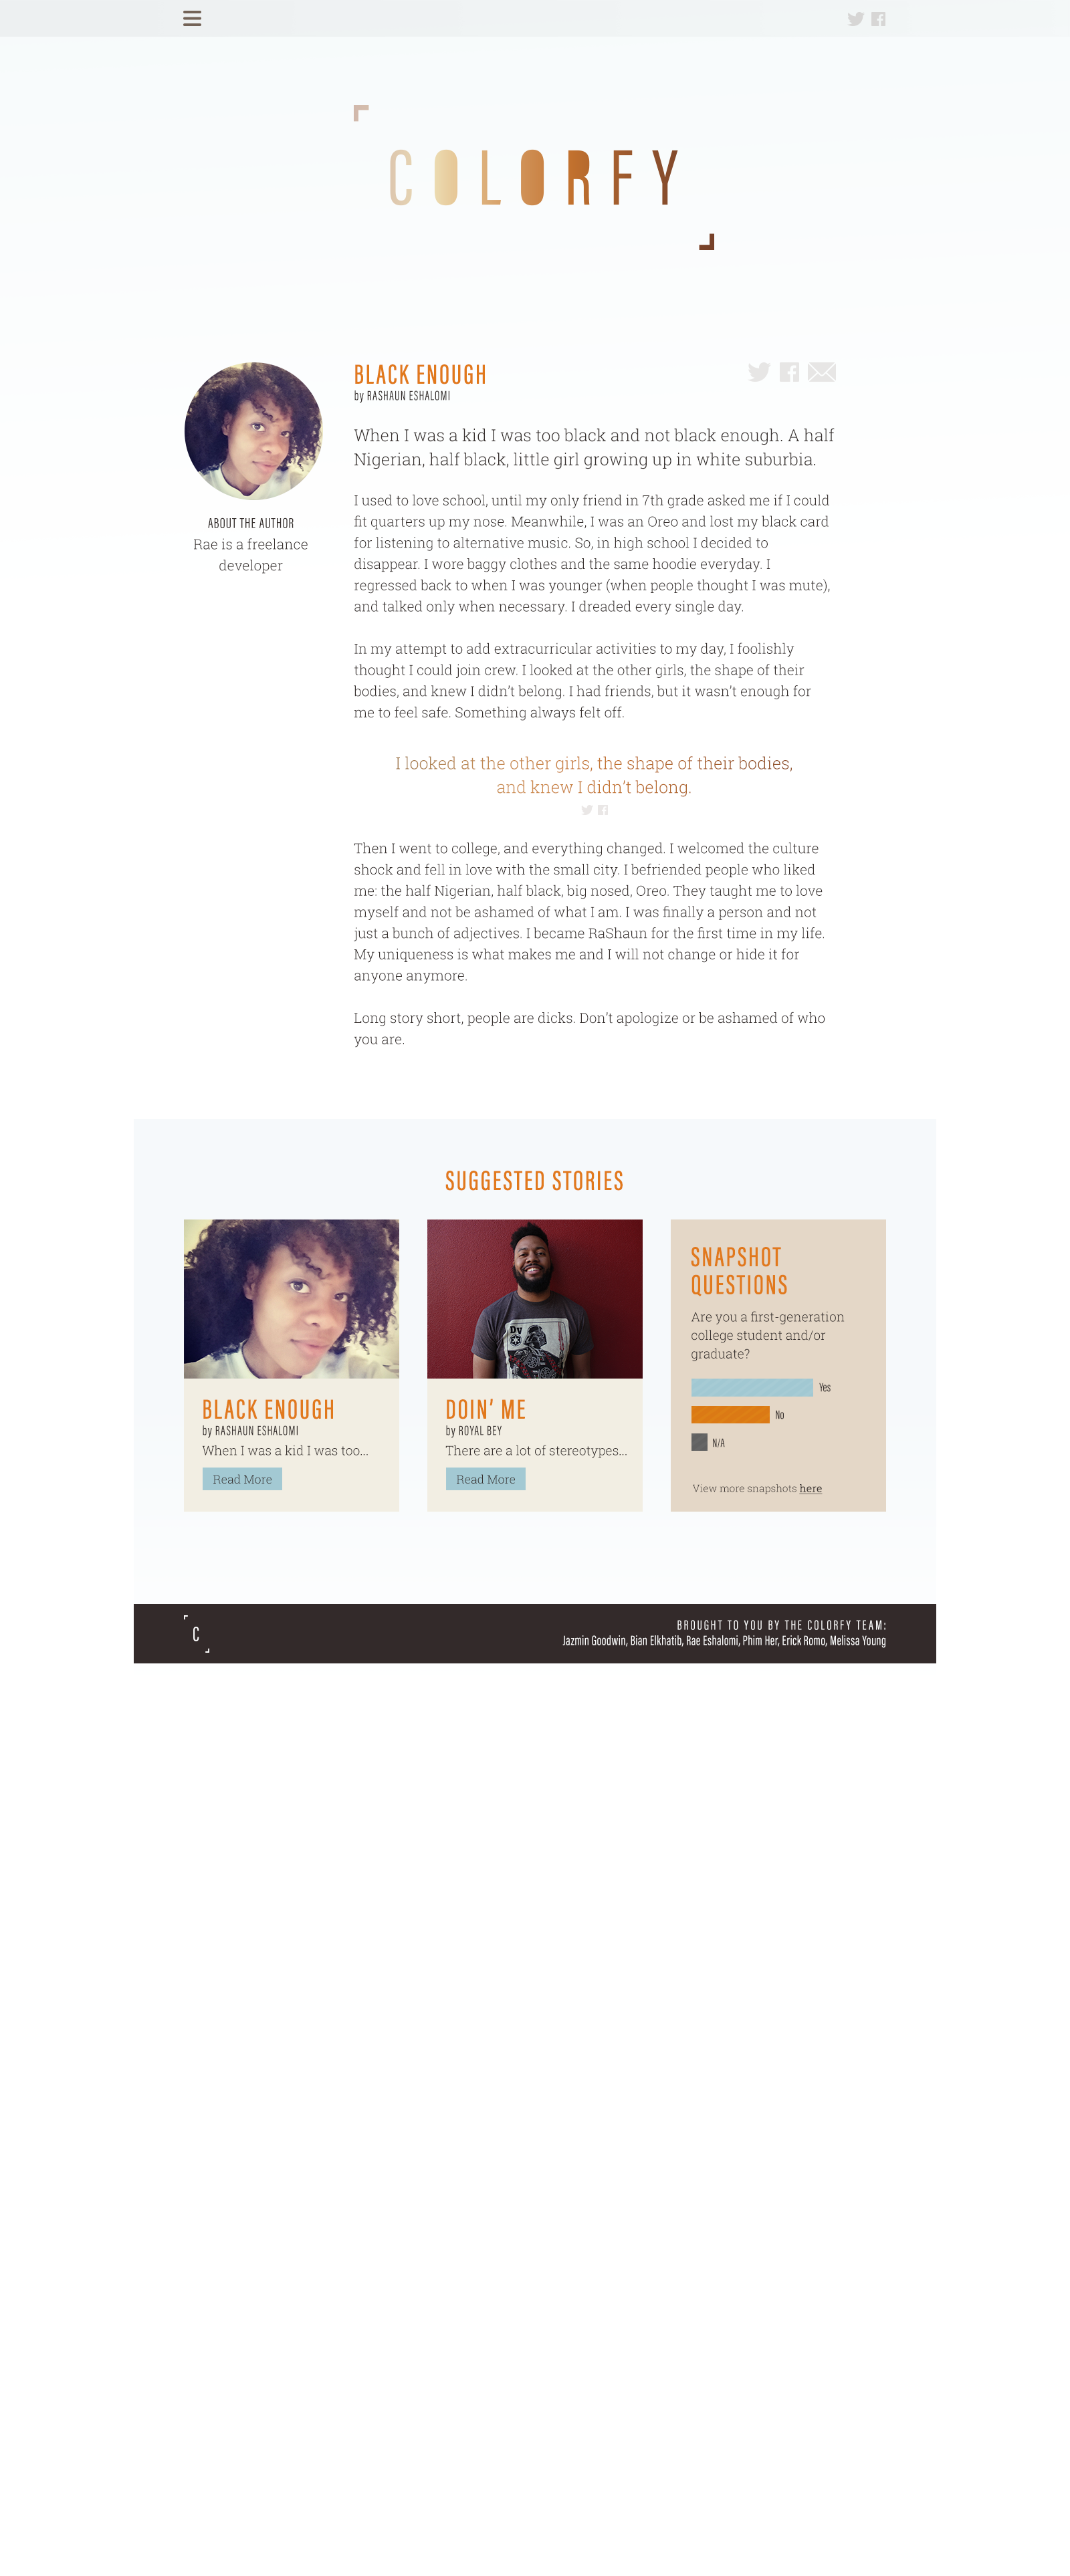 COLORFY
BLACK ENOUGH
by RASHAUN ESHALOMI
When I was a kid I was too black and not black enough. A half
Nigerian, half black, little girl growing up in white suburbia.
ABOUT THE AUTHOR
Rae is a freelance
developer
I used to love school, until my only friend in 7th grade asked me if I could
fit quarters up my nose. Meanwhile, I was an Oreo and lost my black card
for listening to alternative music. So, in high school I decided to
disappear. I wore baggy clothes and the same hoodie everyday. I
regressed back to when I was younger (when people thought I was mute),
and talked only when necessary. I dreaded every single day.
In my attempt to add extracurricular activities to my day, I foolishly
thought I could join crew. I looked at the other girls, the shape of their
bodies, and knew I didn't belong. I had friends, but it wasn't enough for
me to feel safe. Something always felt off.
I looked at the other girls, the shape of their bodies,
and knew I didn't belong.
Then I went to college, and everything changed. I welcomed the culture
shock and fell in love with the small city. I befriended people who liked
me: the half Nigerian, half black, big nosed, Oreo. They taught me to love
myself and not be ashamed of what I am. I was finally a person and not
just a bunch of adjectives. I became RaShaun for the first time in my life.
My uniqueness is what makes me and I will not change or hide it for
anyone anymore.
Long story short, people are dicks. Don't apologize or be ashamed of who
you are.
SUGGESTED STORIES
BLACK ENOUGH
by RASHAUN ESHALOMI
When I was a kid I was too...
Read More
DV
DOIN' ME
by ROYAL BEY
There are a lot of stereotypes...
Read More
SNAPSHOT
QUESTIONS
Are you a first-generation
college student and/or
graduate?
Yes
No
N/A
View more snapshots here
C
BROUGHT TO YOU BY THE COLORFY TEAM:
Jazmin Goodwin, Bian Elkhatib, Rae Eshalomi, Phim Her, Erick Romo, Melissa Young